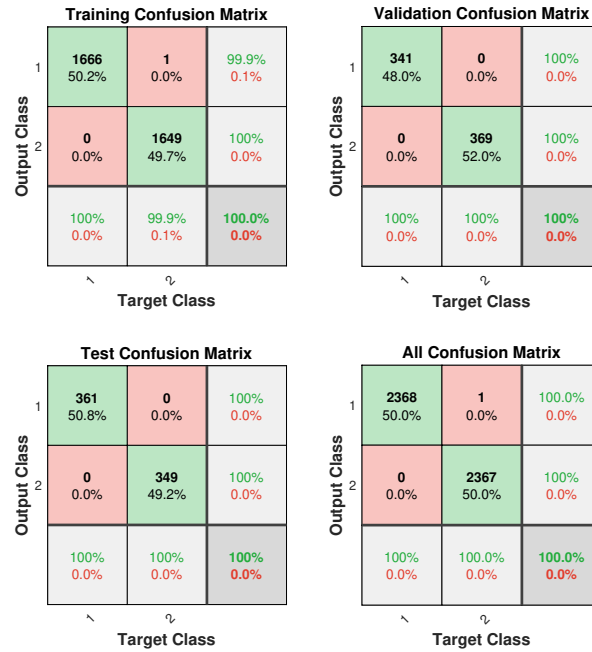 Training Confusion Matrix
1666 1 99.9%
50.2% 0.0% 0.1%
0 1649 100%
0.0% 49.7% 0.0%
100% 99.9% 100.0%
0.0% 0.1% 0.0%
1
2
1
2
Output Class
Target Class
Validation Confusion Matrix
341 0 100%
48.0% 0.0% 0.0%
0 369 100%
0.0% 52.0% 0.0%
100% 100% 100%
0.0% 0.0% 0.0%
1
2
1
2
Output Class
Target Class
Test Confusion Matrix
361 0 100%
50.8% 0.0% 0.0%
0 349 100%
0.0% 49.2% 0.0%
100% 100% 100%
0.0% 0.0% 0.0%
1
2
1
2
Output Class
Target Class
All Confusion Matrix
2368 1 100.0%
50.0% 0.0% 0.0%
0 2367 100%
0.0% 50.0% 0.0%
100% 100.0% 100.0%
0.0% 0.0% 0.0%
1
2
1
2
Output Class
Target Class